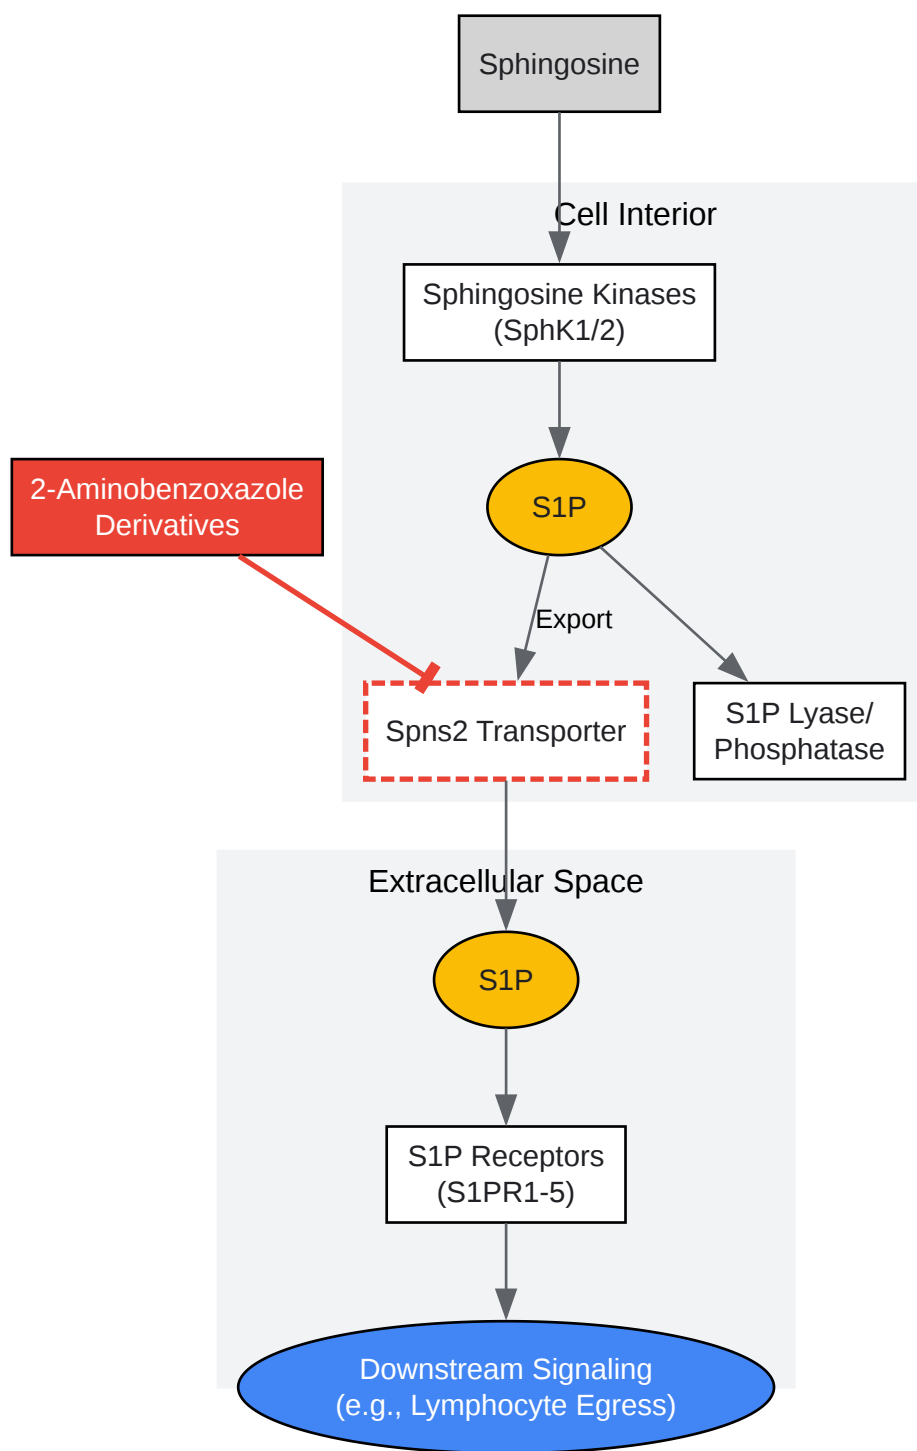 Sphingosine
Cell Interior
Sphingosine Kinases
(SphK1/2)
2-Aminobenzoxazole
Derivatives
S1P
Export
Spns2 Transporter
S1P Lyase/
Phosphatase
Extracellular Space
S1P
S1P Receptors
(S1PR1-5)
Downstream Signaling
(e.g., Lymphocyte Egress)